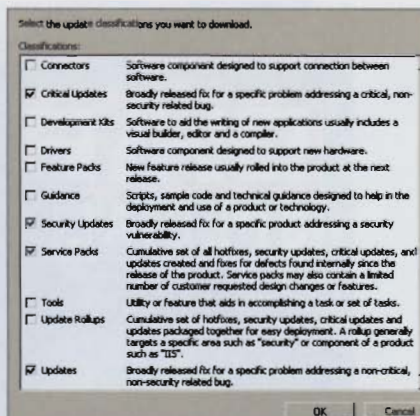 Select the update classifications you want to download.
Classifications:
Connectors Software component designed to support connection between
software.
Critical Updates Broadly released fix for a specific problem addressing a critical, non-
security related bug.
Development Kits Software to aid the writing of new applications usually includes a
visual builder, editor and a compiler.
Drivers Software component designed to support new hardware.
Feature Packs New feature release usually rolled into the product at the next
release.
Guidance Scripts, sample code and technical guidance designed to help in the
deployment and use of a product or technology.
Security Updates Broadly released fix for a specific product addressing a security
vulnerability.
Service Packs Cumulative set of all hotfixes, security updates, critical updates, and
updates created and fixes for defects found internally since the
release of the product. Service packs may also contain a limited
number of customer requested design changes or features.
Tools Utility or feature that aids in accomplishing a task or set of tasks.
Update Rollups Cumulative set of hotfixes, security updates, critical updates and
updates packaged together for easy deployment. A rollup generally
targets a specific area such as "security" or component of a product
such as "IIS".
Updates Broadly released fix for a specific problem addressing a non-critical,
non-security related bug.
OK Cancel